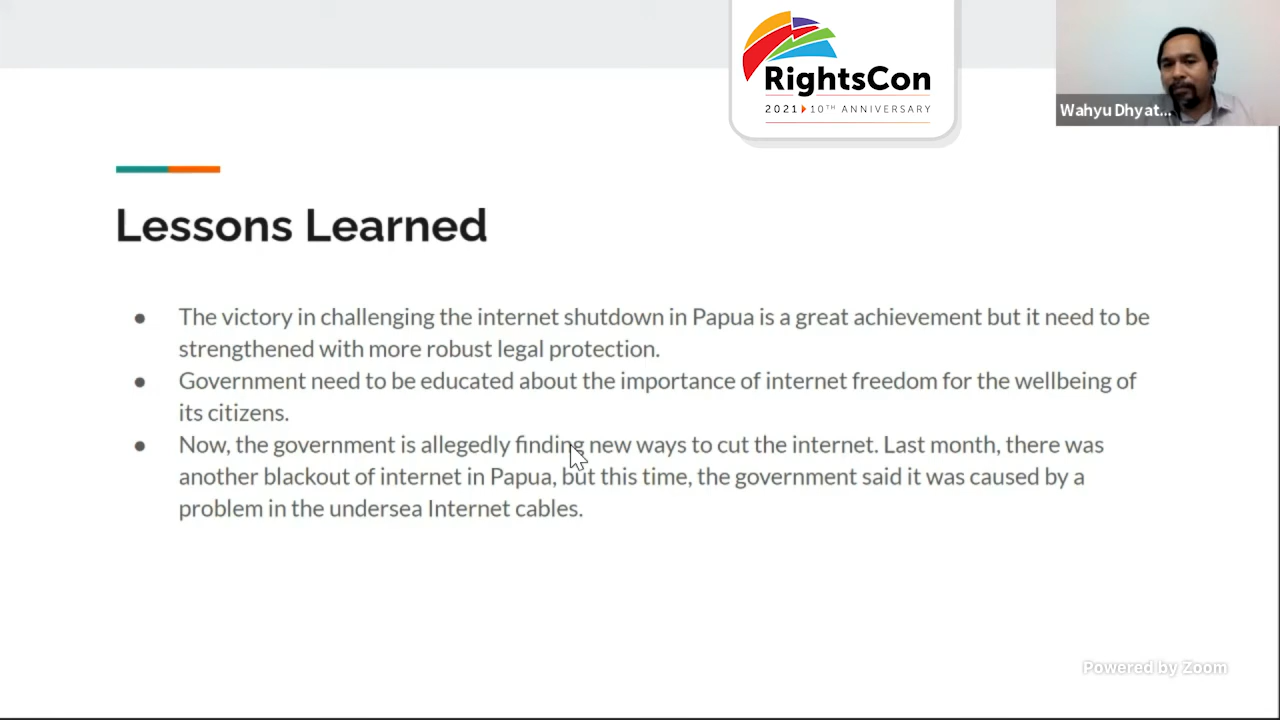 RightsCon
2021 10TH ANNIVERSARY
Wahyu Dhyat...
Lessons Learned
● The victory in challenging the internet shutdown in Papua is a great achievement but it need to be
strengthened with more robust legal protection.
● Government need to be educated about the importance of internet freedom for the wellbeing of
its citizens.
● Now, the government is allegedly finding new ways to cut the internet. Last month, there was
another blackout of internet in Papua, but this time, the government said it was caused by a
problem in the undersea Internet cables.
Powered by Zoom